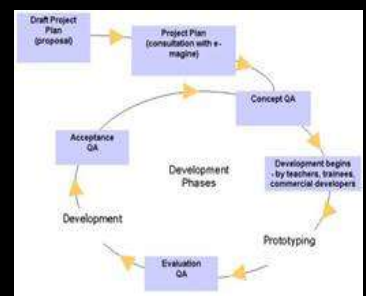 Draft Project
Plan
(proposal)
Project Plan
(consultation with e-
magine)
Concept QA
Acceptance
QA
Development
Phases
Development begins
- by teachers, trainees,
commercial developers
Development
Prototyping
Evaluation
QA